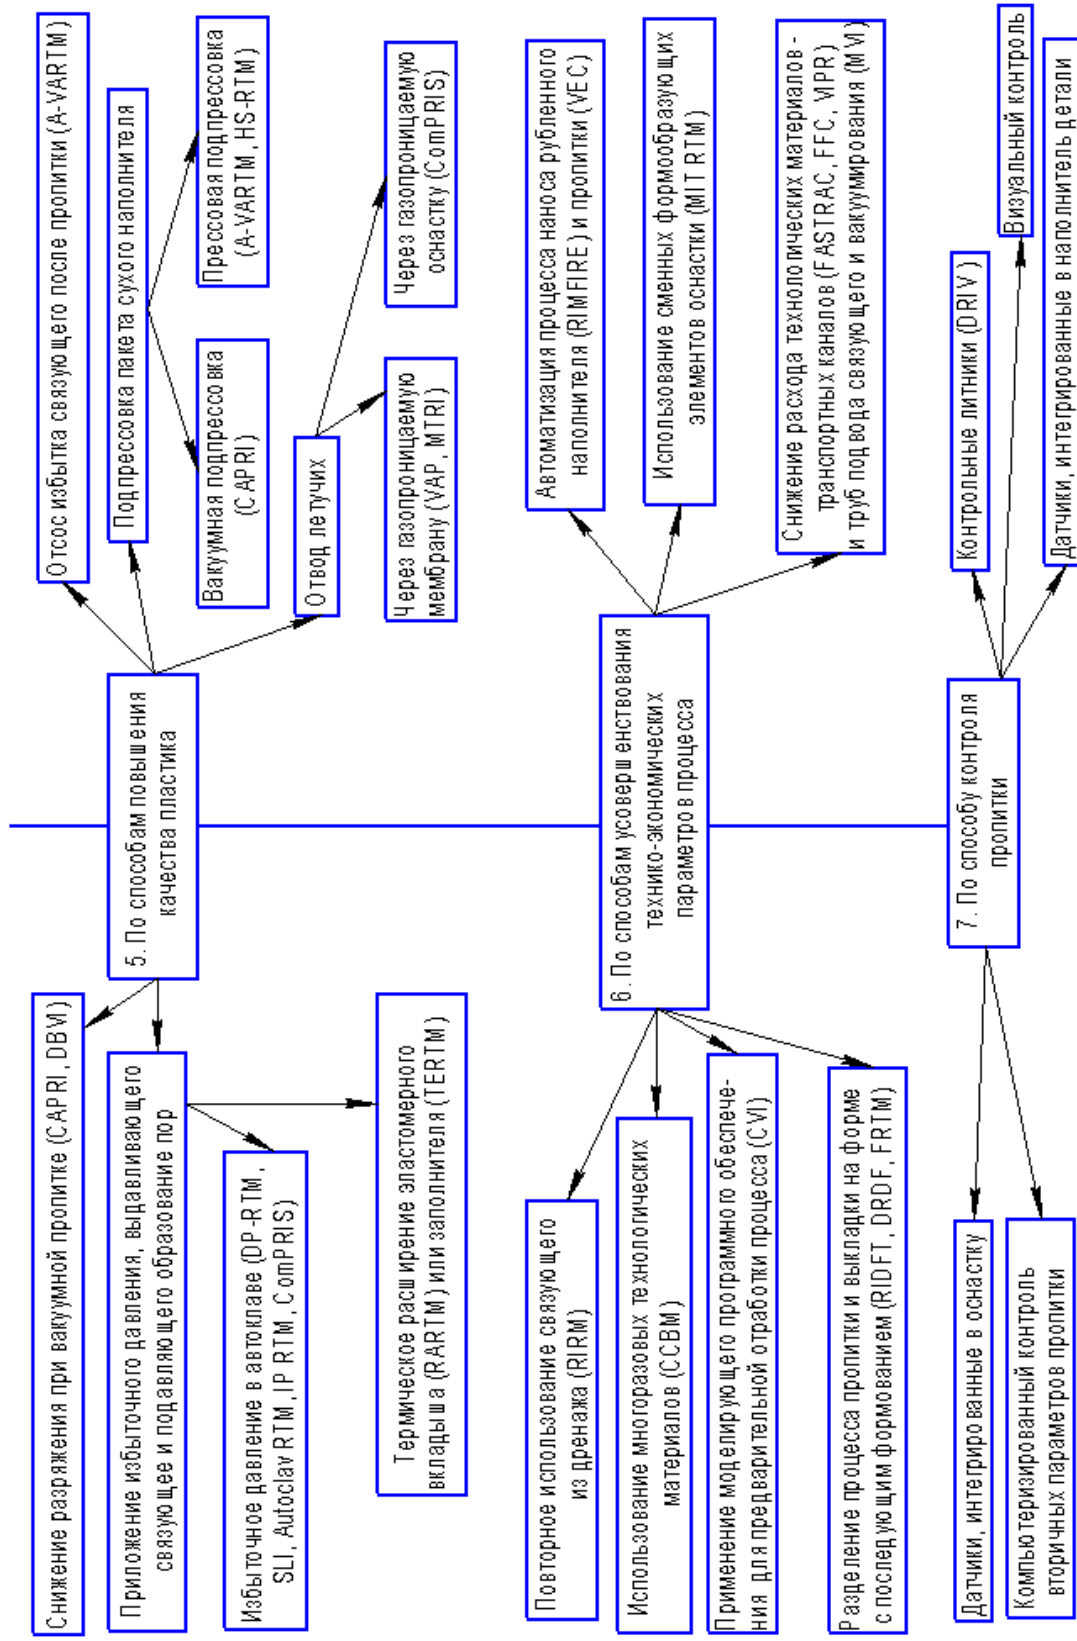 Снижение разряжения при вакуумной пропитке (CAPRI, DBVI)
Приложение избыточного давления, выдавливающего
связующее и подавляющего образование пор
Избыточное давление в автоклаве (DP-RTM,
SLI, Autoclav RTM, IP RTM, ComPRIS)
Термическое расширение эластомерного
вкладыша (RARTM) или заполнителя (TERTM)
5. По способам повышения
качества пластика
Отсос избытка связующего после пропитки (A-VARTM)
Подпрессовка пакета сухого наполнителя
Вакуумная подпрессовка
(CAPRI)
Прессовая подпрессовка
(A-VARTM, HS-RTM)
Отвод летучих
Через газопроницаемую
мембрану (VAP, MTRI)
Через газопроницаемую
оснастку (ComPRIS)
Повторное использование связующего
из дренажа (RIRM)
Использование многоразовых технологических
материалов (CCBM)
Применение моделирующего программного обеспече-
ния для предварительной отработки процесса (CVI)
Разделение процесса пропитки и выкладки на форме
с последующим формованием (RIDFT, DRDF, FRTM)
6. По способам усовершенствования
технико-экономических
параметров процесса
Автоматизация процесса наноса рубленного
наполнителя (RIMFIRE) и пропитки (VEC)
Использование сменных формообразующих
элементов оснастки (MIT RTM)
Снижение расхода технологических материалов -
транспортных каналов (FASTRAC, FFC, VIPR)
и труб подвода связующего и вакуумирования (MVI)
Датчики, интегрированные в оснастку
Компьютеризированный контроль
вторичных параметров пропитки
7. По способу контроля
пропитки
Контрольные литники (DRIV)
Визуальный контроль
Датчики, интегрированные в наполнитель детали